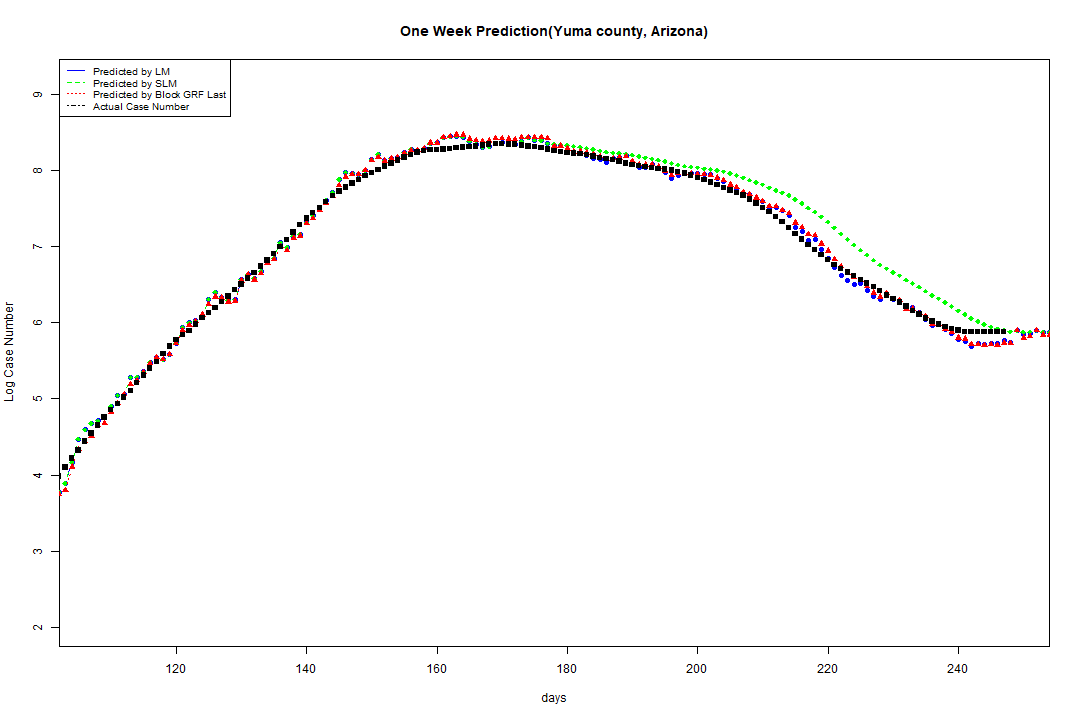 One Week Prediction(Yuma county, Arizona)
Predicted by LM
Predicted by SLM
Predicted by Block GRF Last
Actual Case Number
9
8
7
6
5
4
3
2
Log Case Number
120 140 160 180 200 220 240
days